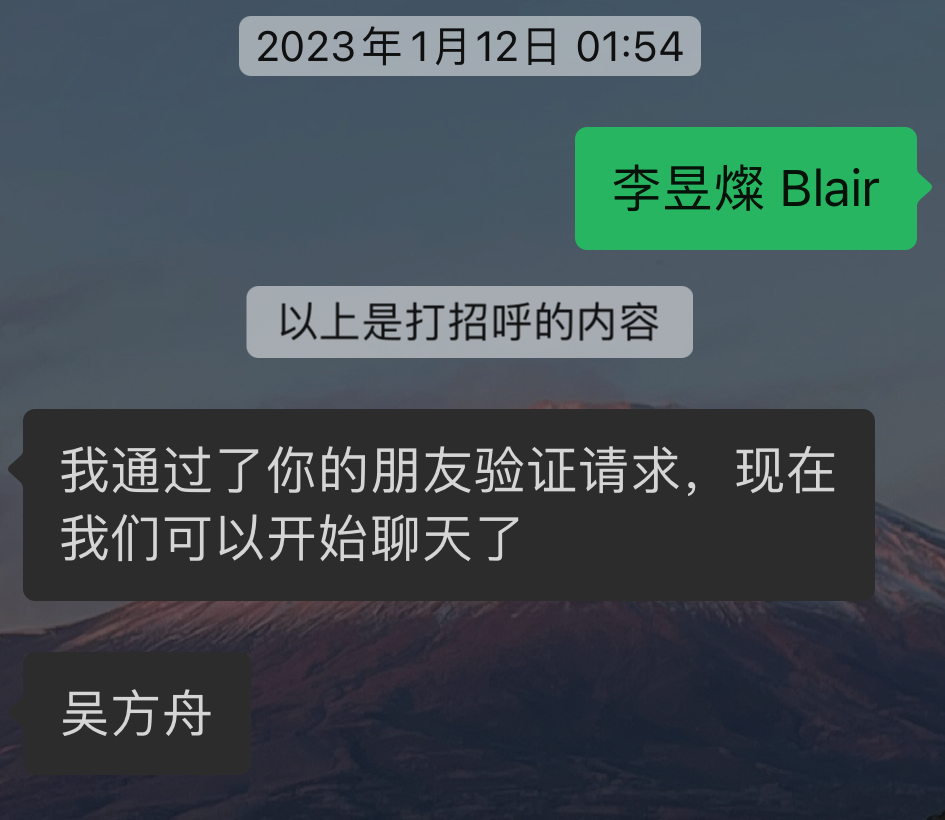 2023年1月12日 01:54
李昱燦 Blair
以上是打招呼的内容
我通过了你的朋友验证请求，现在
我们可以开始聊天了
吴方舟